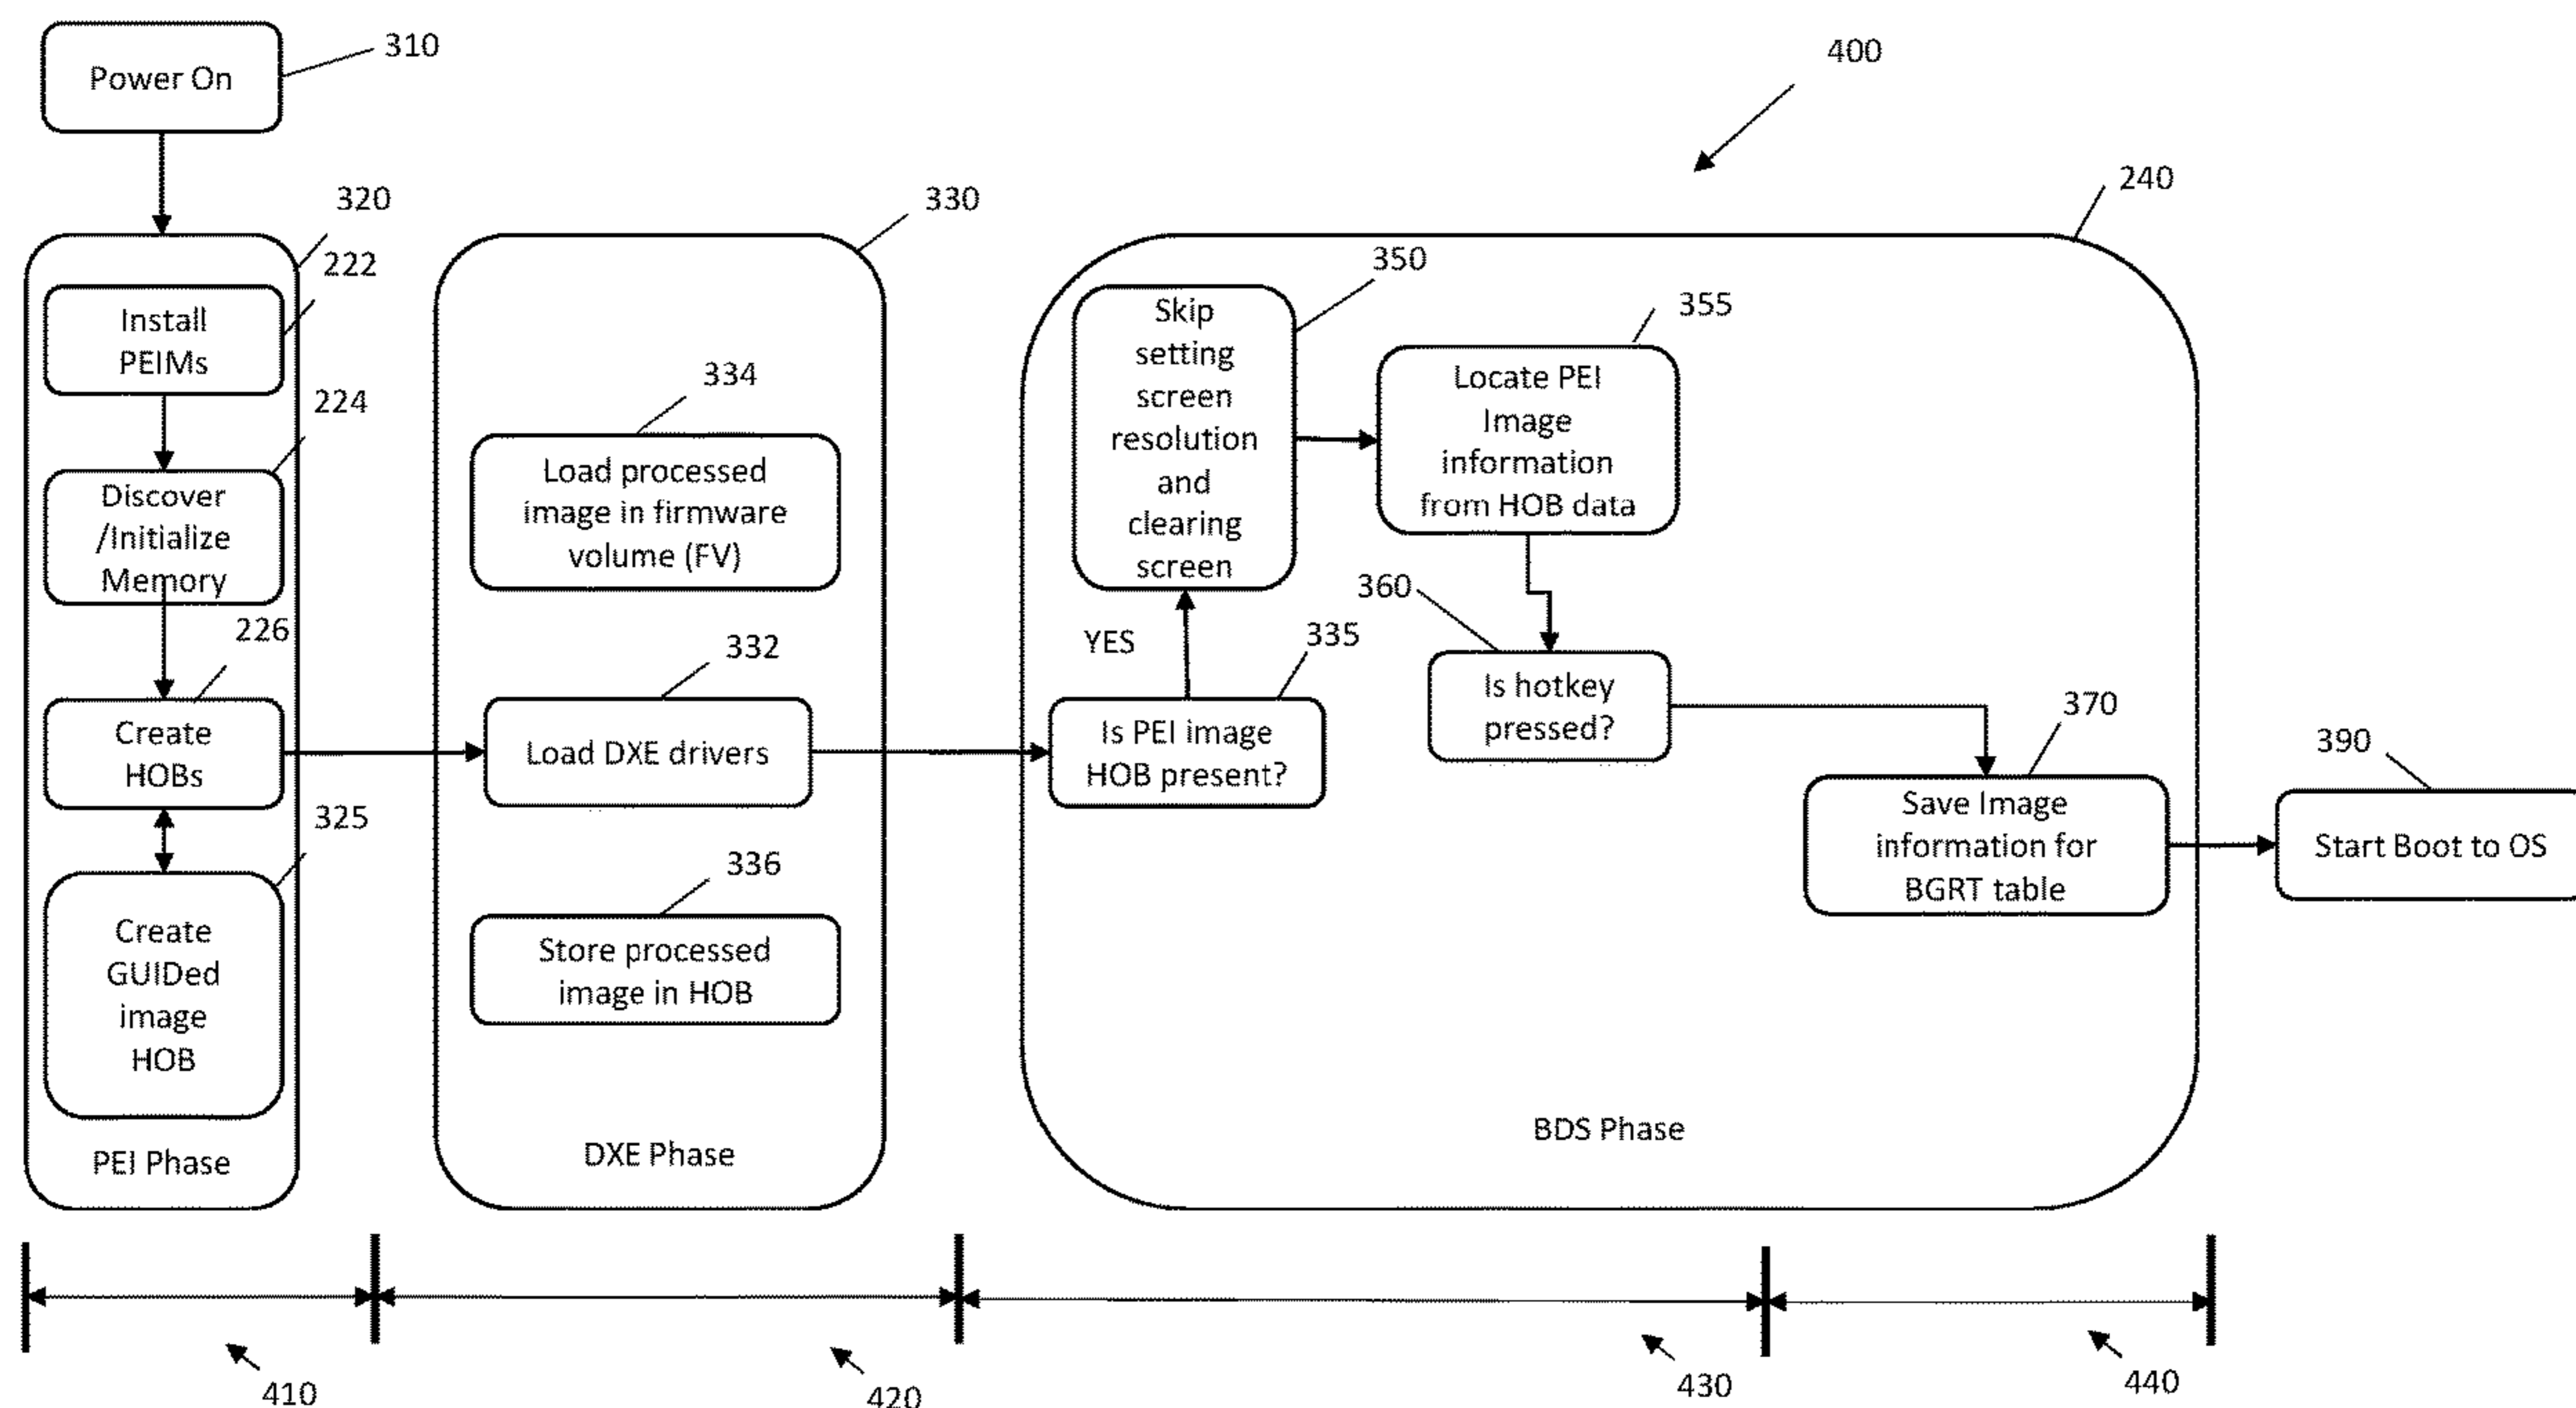 Power On
310
400
320
222
Install
PEIMs
224
Discover
/Initialize
Memory
226
Create
HOBs
325
Create
GUIDed
image
HOB
PEI Phase
330
334
Load processed
image in firmware
volume (FV)
332
Load DXE drivers
336
Store processed
image in HOB
DXE Phase
240
350
Skip
setting
screen
resolution
and
clearing
screen
355
Locate PEI
Image
information
from HOB data
YES
335
Is PEI image
HOB present?
360
Is hotkey
pressed?
370
Save Image
information for
BGRT table
BDS Phase
390
Start Boot to OS
410
420
430
440